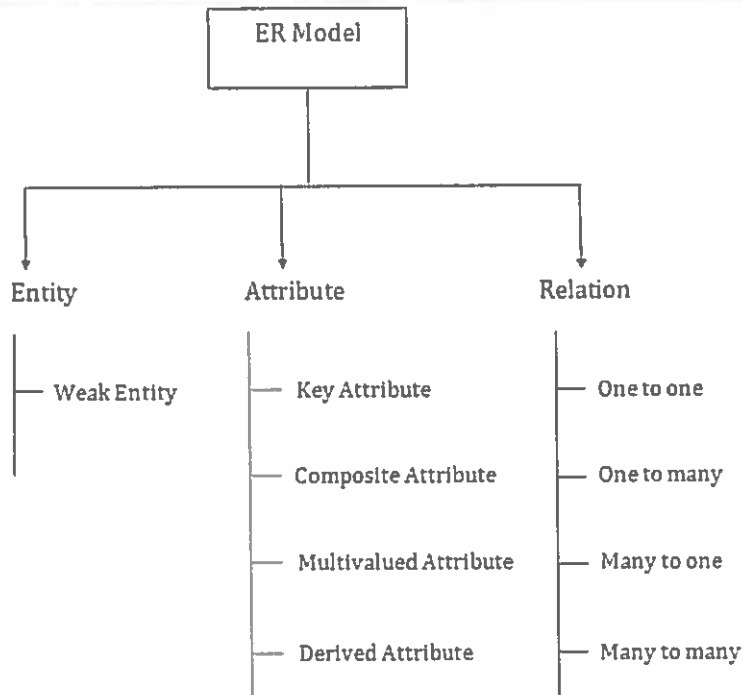 ER Model
Entity
Attribute
Relation
Weak Entity
Key Attribute
One to one
Composite Attribute
One to many
Multivalued Attribute
Many to one
Derived Attribute
Many to many